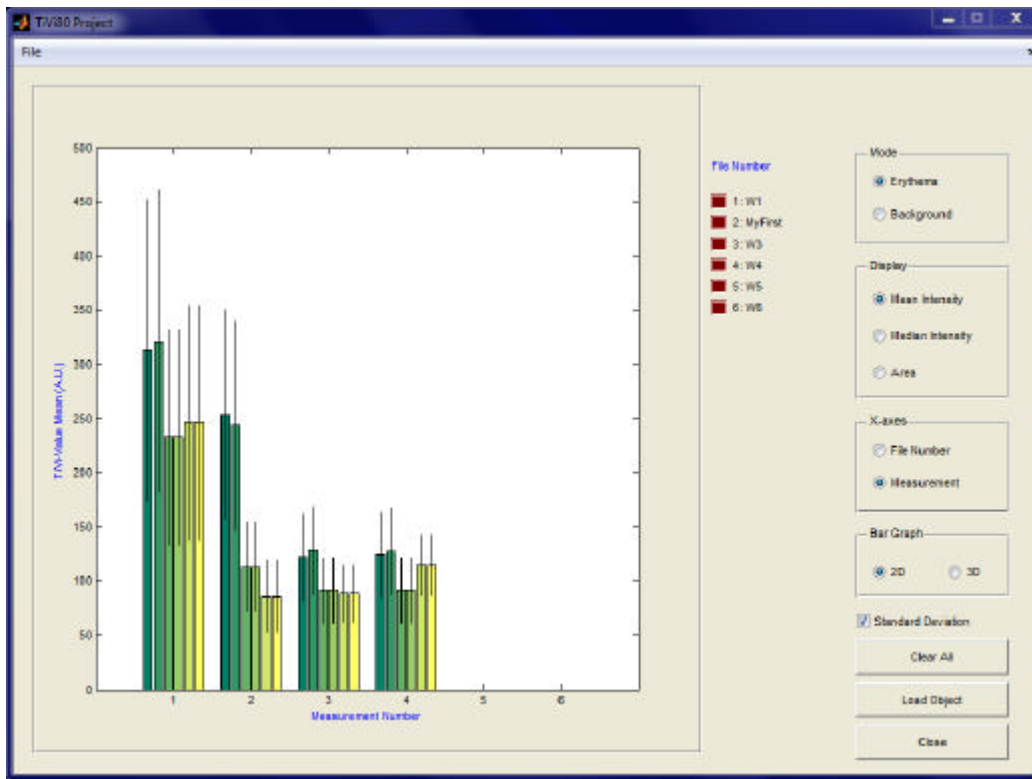 TiVi80 Project
File
500
450
400
350
300
250
200
150
100
50
0
TiVi-Value Mean (A.U.)
1 2 3 4 5 6
Measurement Number
File Number
1: W1
2: MyFirst
3: W3
4: W4
5: W5
6: W6
Mode
Erythema
Background
Display
Mean Intensity
Median Intensity
Area
X-axes
File Number
Measurement
Bar Graph
2D 3D
Standard Deviation
Clear All
Load Object
Close